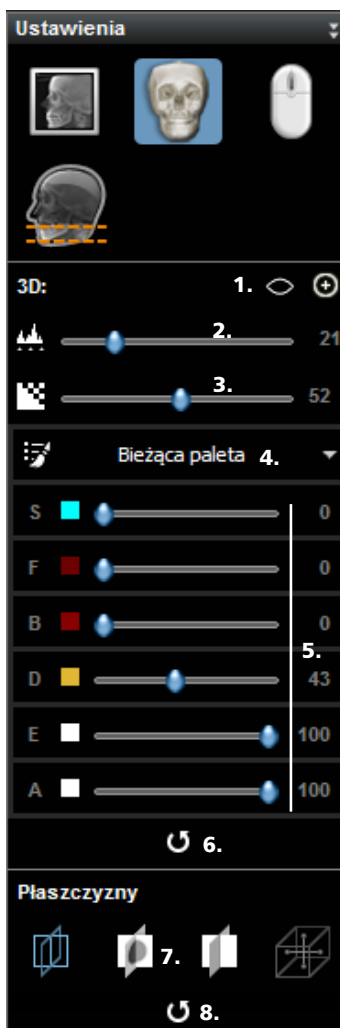 Ustawienia
3D: 1.
2. 21
3. 52
Bieżąca paleta 4.
S 0
F 0
B 0
5.
D 43
E 100
A 100
6.
Płaszczyzny
7.
8.